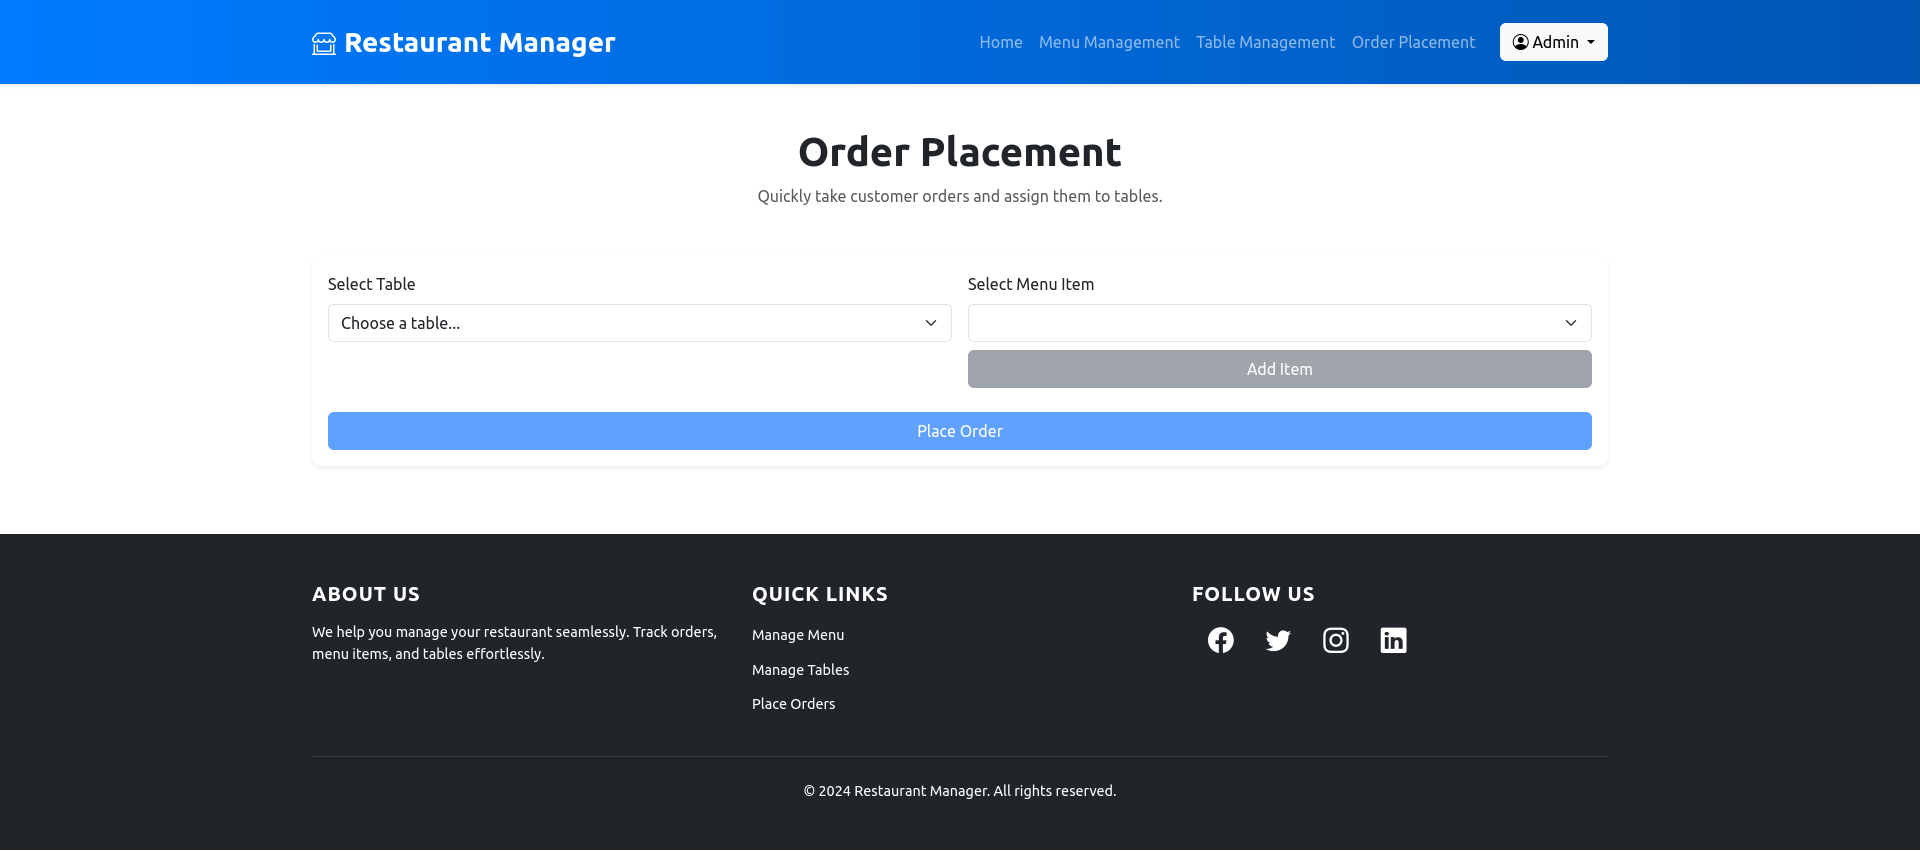 Restaurant Manager
Home Menu Management Table Management Order Placement Admin
Order Placement
Quickly take customer orders and assign them to tables.
Select Table
Choose a table...
Select Menu Item
Add Item
Place Order
ABOUT US
We help you manage your restaurant seamlessly. Track orders,
menu items, and tables effortlessly.
QUICK LINKS
Manage Menu
Manage Tables
Place Orders
FOLLOW US
© 2024 Restaurant Manager. All rights reserved.